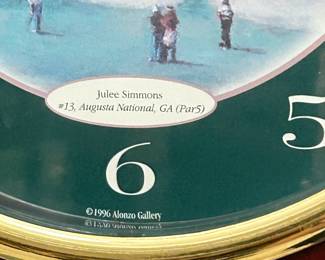 Julee Simmons
#13, Augusta National, GA (Par5)
5
6
©1996 Alonzo Gallery